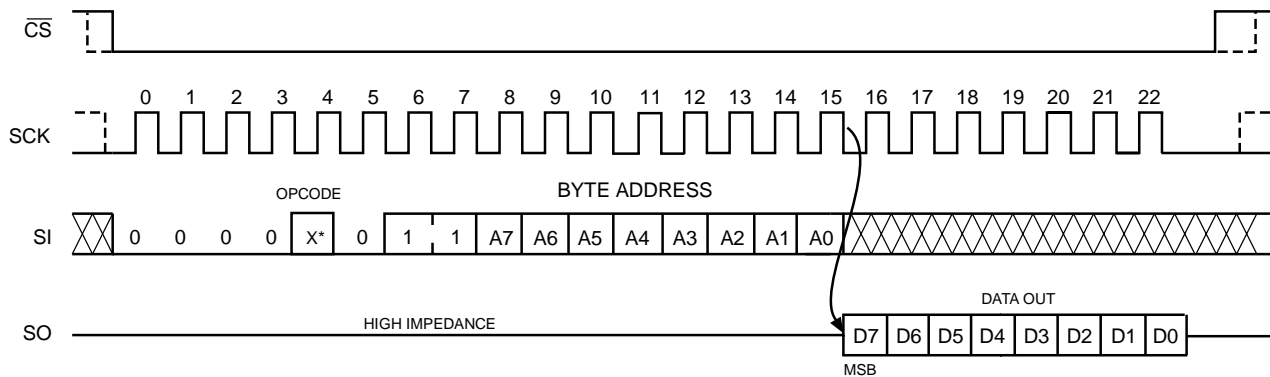 CS
0 1 2 3 4 5 6 7 8 9 10 11 12 13 14 15 16 17 18 19 20 21 22
SCK
OPCODE BYTE ADDRESS
SI 0 0 0 0 X* 0 1 1 A7 A6 A5 A4 A3 A2 A1 A0
DATA OUT
SO HIGH IMPEDANCE D7 D6 D5 D4 D3 D2 D1 D0
MSB